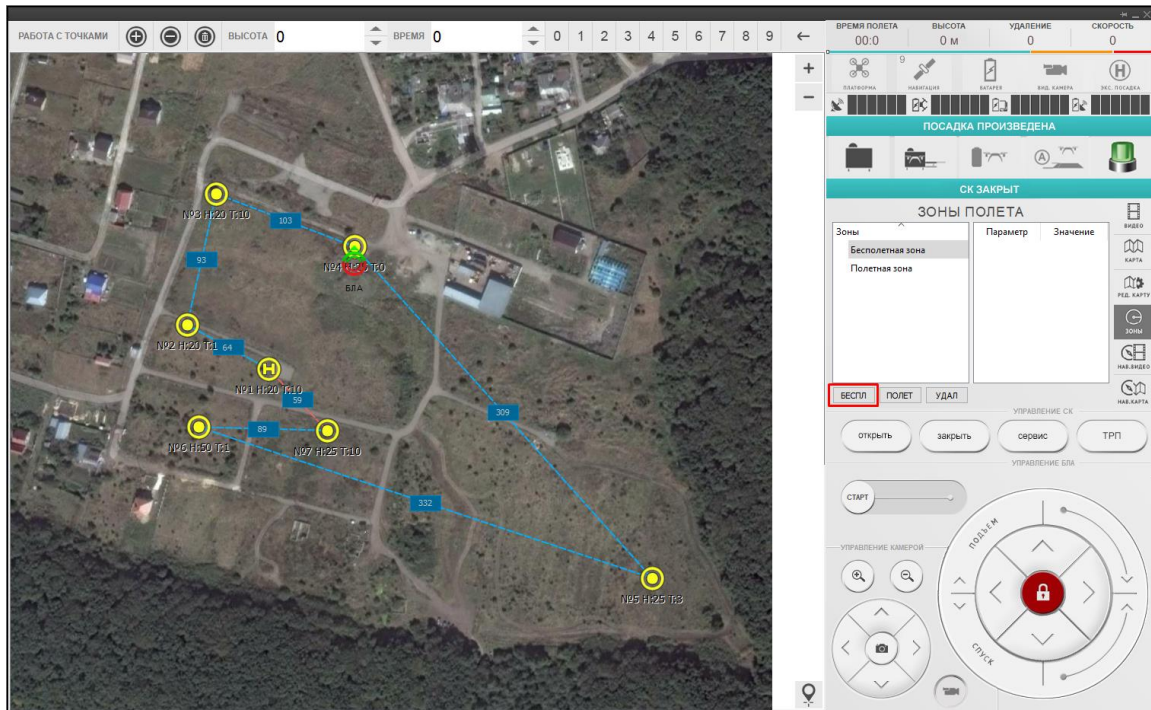 РАБОТА С ТОЧКАМИ ВЫСОТА 0 ВРЕМЯ 0 0 1 2 3 4 5 6 7 8 9
ВРЕМЯ ПОЛЕТА ВЫСОТА УДАЛЕНИЕ СКОРОСТЬ
00:0 0 м 0 0
9
H
ПЛАТФОРМА НАВИГАЦИЯ БАТАРЕЯ ВИД. КАМЕРА ЭКС. ПОСАДКА
ПОСАДКА ПРОИЗВЕДЕНА
A
СК ЗАКРЫТ
ЗОНЫ ПОЛЕТА
Зоны Параметр Значение
Бесполетная зона
Полетная зона
ВИДЕО
КАРТА
РЕД. КАРТУ
ЗОНЫ
НАВ.ВИДЕО
НАВ.КАРТА
БЕСПЛ ПОЛЕТ УДАЛ
УПРАВЛЕНИЕ СК
открыть закрыть сервис ТРП
УПРАВЛЕНИЕ БЛА
СТАРТ
ПОДЪЕМ
УПРАВЛЕНИЕ КАМЕРОЙ
СПУСК
№3 H:20 T:10
103
БЛА
93
№2 H:20 T:1
64
H
№1 H:20 T:10
59
309
89
№6 H:50 T:1
№7 H:25 T:10
332
№5 H:25 T:3